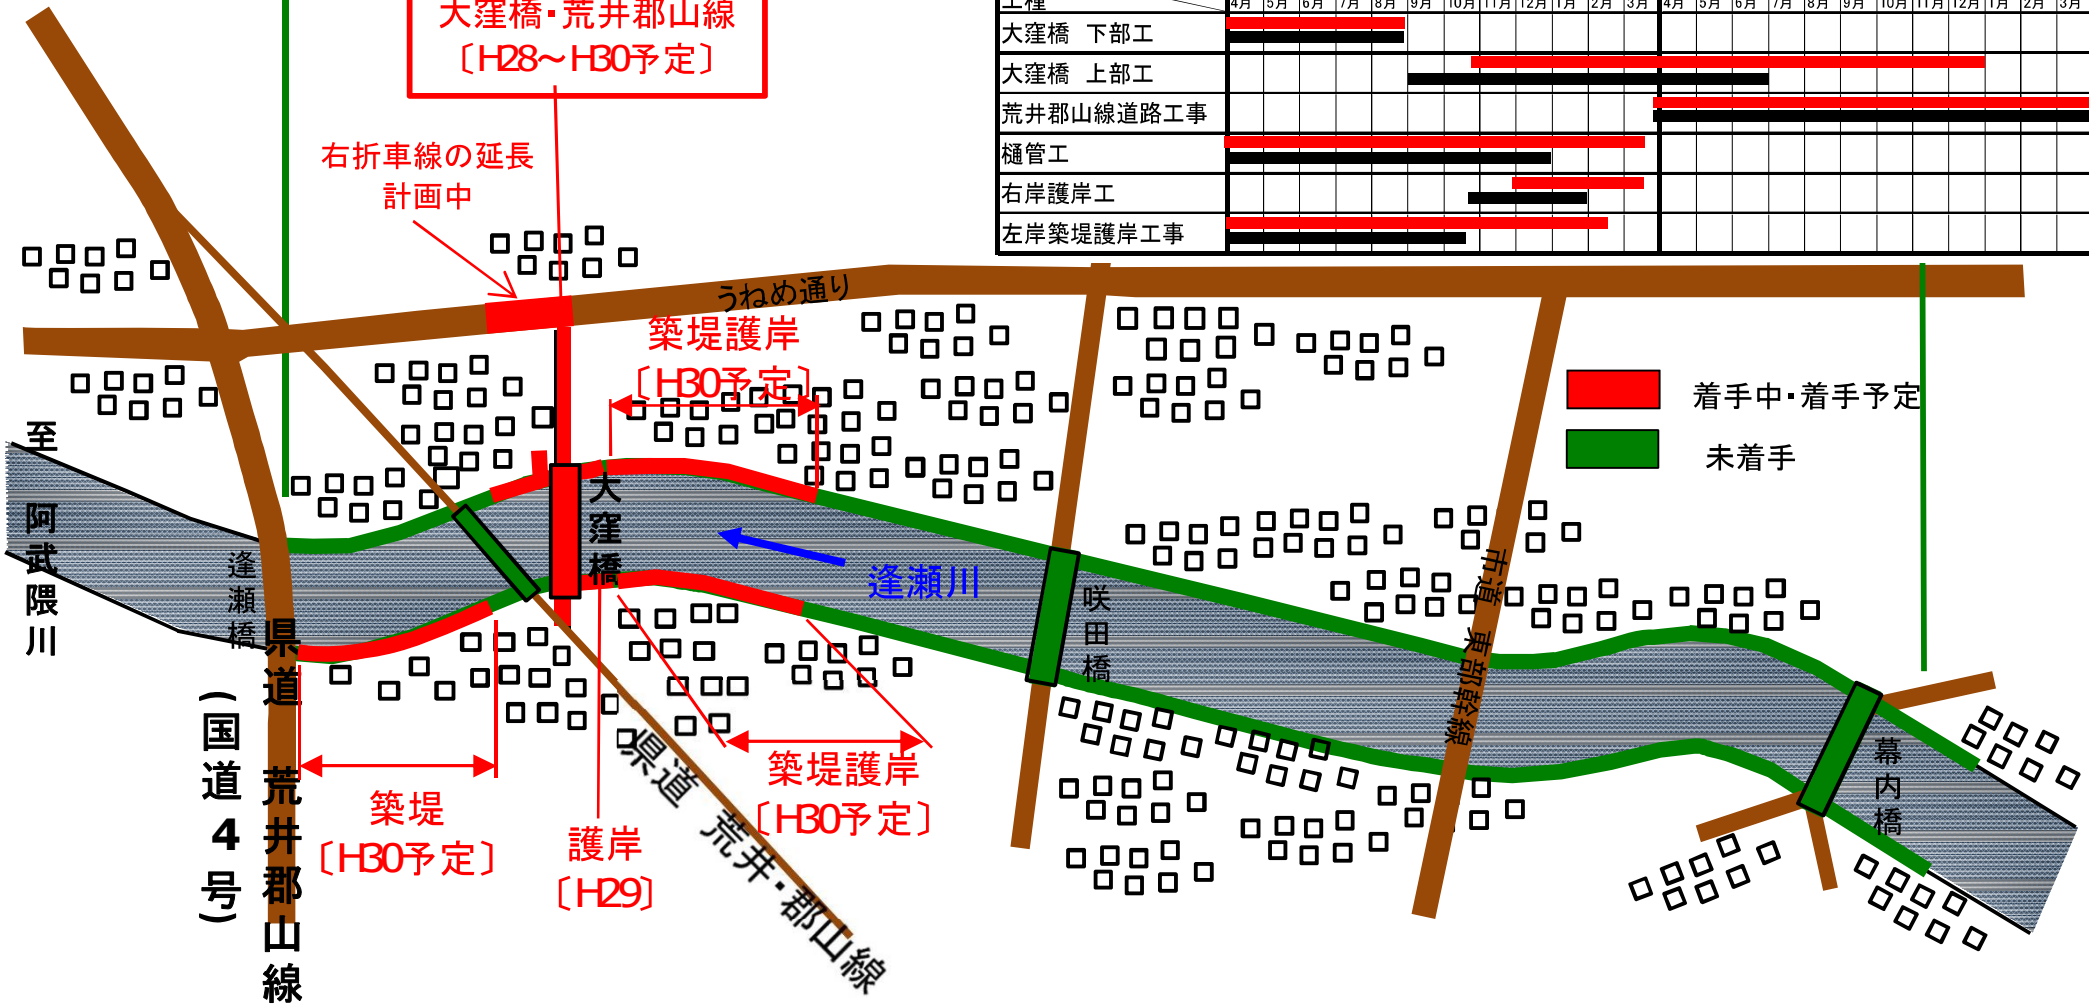 大窪橋・荒井郡山線
〔H28～H30予定〕
工種
4月 5月 6月 7月 8月 9月 10月 11月 12月 1月 2月 3月 4月 5月 6月 7月 8月 9月 10月 11月 12月 1月 2月 3月
大窪橋 下部工
大窪橋 上部工
荒井郡山線道路工事
樋管工
右岸護岸工
左岸築堤護岸工事
右折車線の延長
計画中
うねめ通り
築堤護岸
〔H30予定〕
着手中・着手予定
未着手
至 阿武隈川
逢瀬橋
大窪橋
逢瀬川
咲田橋
市道 東部幹線
幕内橋
県道 荒井郡山線
(国道4号)
築堤
〔H30予定〕
護岸
〔H29〕
築堤護岸
〔H30予定〕
県道 荒井・郡山線